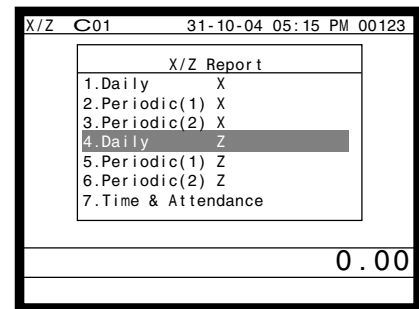 X/Z C01 31-10-04 05:15 PM 00123
X/Z Report
1.Daily X
2.Periodic(1) X
3.Periodic(2) X
4.Daily Z
5.Periodic(1) Z
6.Periodic(2) Z
7.Time & Attendance
0.00